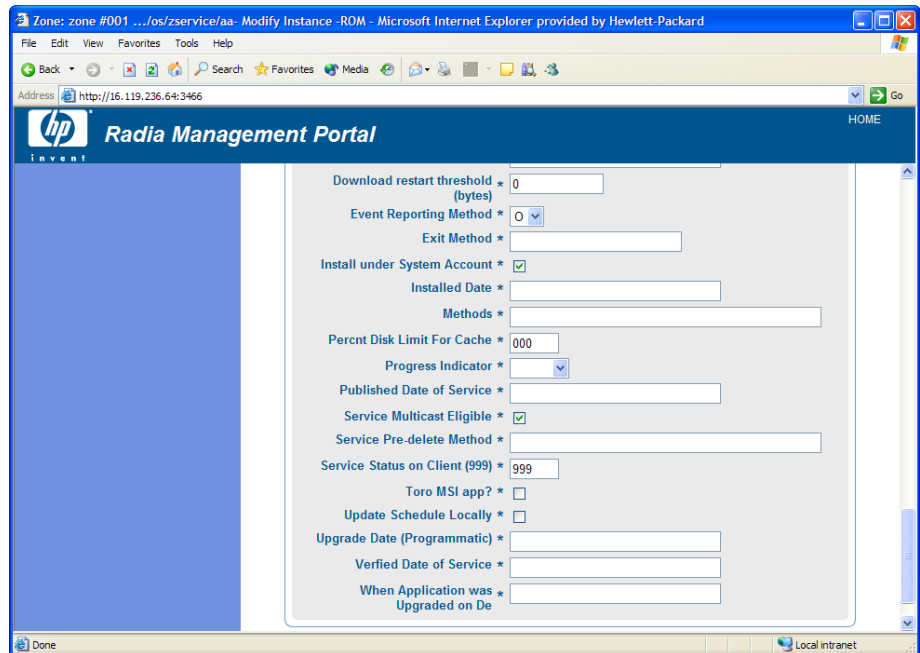 Zone: zone #001 .../os/zservice/aa- Modify Instance -ROM - Microsoft Internet Explorer provided by Hewlett-Packard
File Edit View Favorites Tools Help
Back Search Favorites Media
Address http://16.119.236.64:3466 Go
hp
invent
Radia Management Portal
HOME
Download restart threshold (bytes) * 0
Event Reporting Method * O
Exit Method *
Install under System Account *
Installed Date *
Methods *
Percnt Disk Limit For Cache * 000
Progress Indicator *
Published Date of Service *
Service Multicast Eligible *
Service Pre-delete Method *
Service Status on Client (999) * 999
Toro MSI app? *
Update Schedule Locally *
Upgrade Date (Programmatic) *
Verfied Date of Service *
When Application was *
Upgraded on De
Done Local intranet